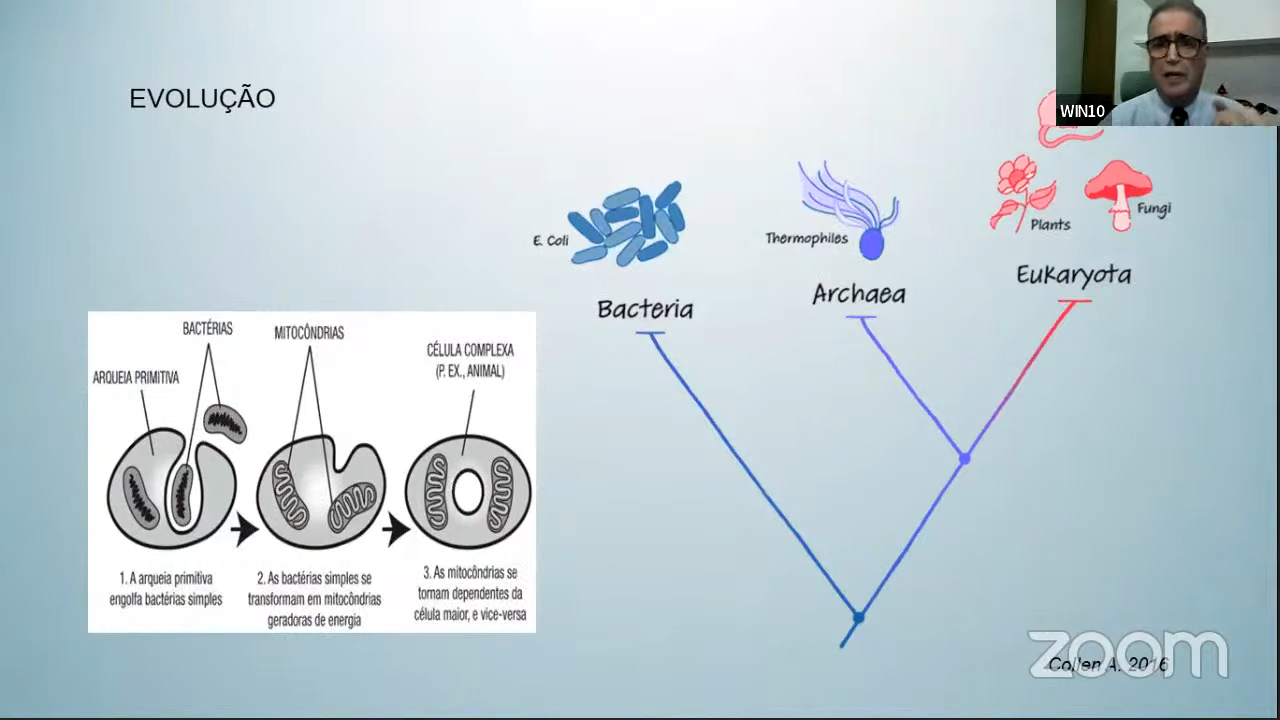 WIN10
EVOLUÇÃO
E. Coli
Thermophiles
Plants
Fungi
Bacteria
Archaea
Eukaryota
ARQUEIA PRIMITIVA
BACTÉRIAS
MITOCÔNDRIAS
CÉLULA COMPLEXA
(P. EX., ANIMAL)
1. A arqueia primitiva
engolfa bactérias simples
2. As bactérias simples se
transformam em mitocôndrias
geradoras de energia
3. As mitocôndrias se
tornam dependentes da
célula maior, e vice-versa
Collen A. 2016
zoom